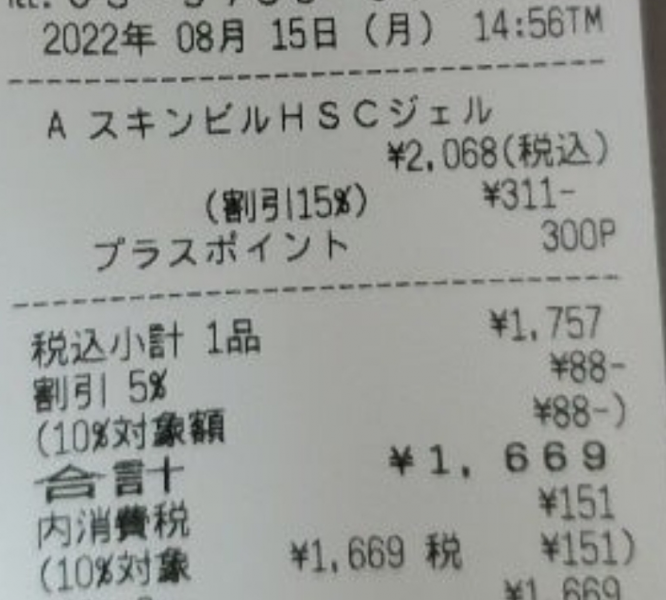 2022年 08月 15日(月) 14:56TM
A スキンピルHSCジェル
¥2,068(税込)
(割引15%) ¥311-
プラスポイント 300P
税込小計 1品 ¥1,757
割引 5% ¥88-
(10%対象額 ¥88-)
合計 ¥1,669
内消費税 ¥151
(10%対象 ¥1,669 税 ¥151)
¥1,669